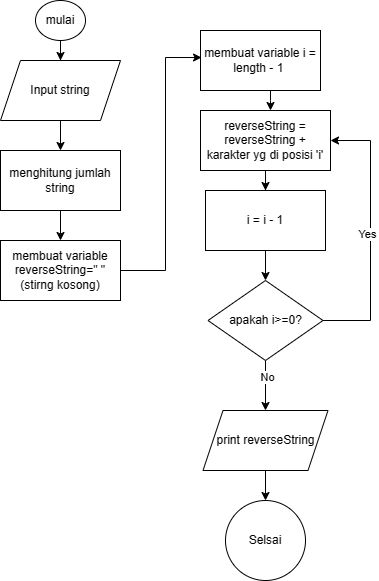 mulai
Input string
menghitung jumlah
string
membuat variable
reverseString=" "
(stirng kosong)
membuat variable i =
length - 1
reverseString =
reverseString +
karakter yg di posisi 'i'
i = i - 1
Yes
apakah i>=0?
No
print reverseString
Selsai